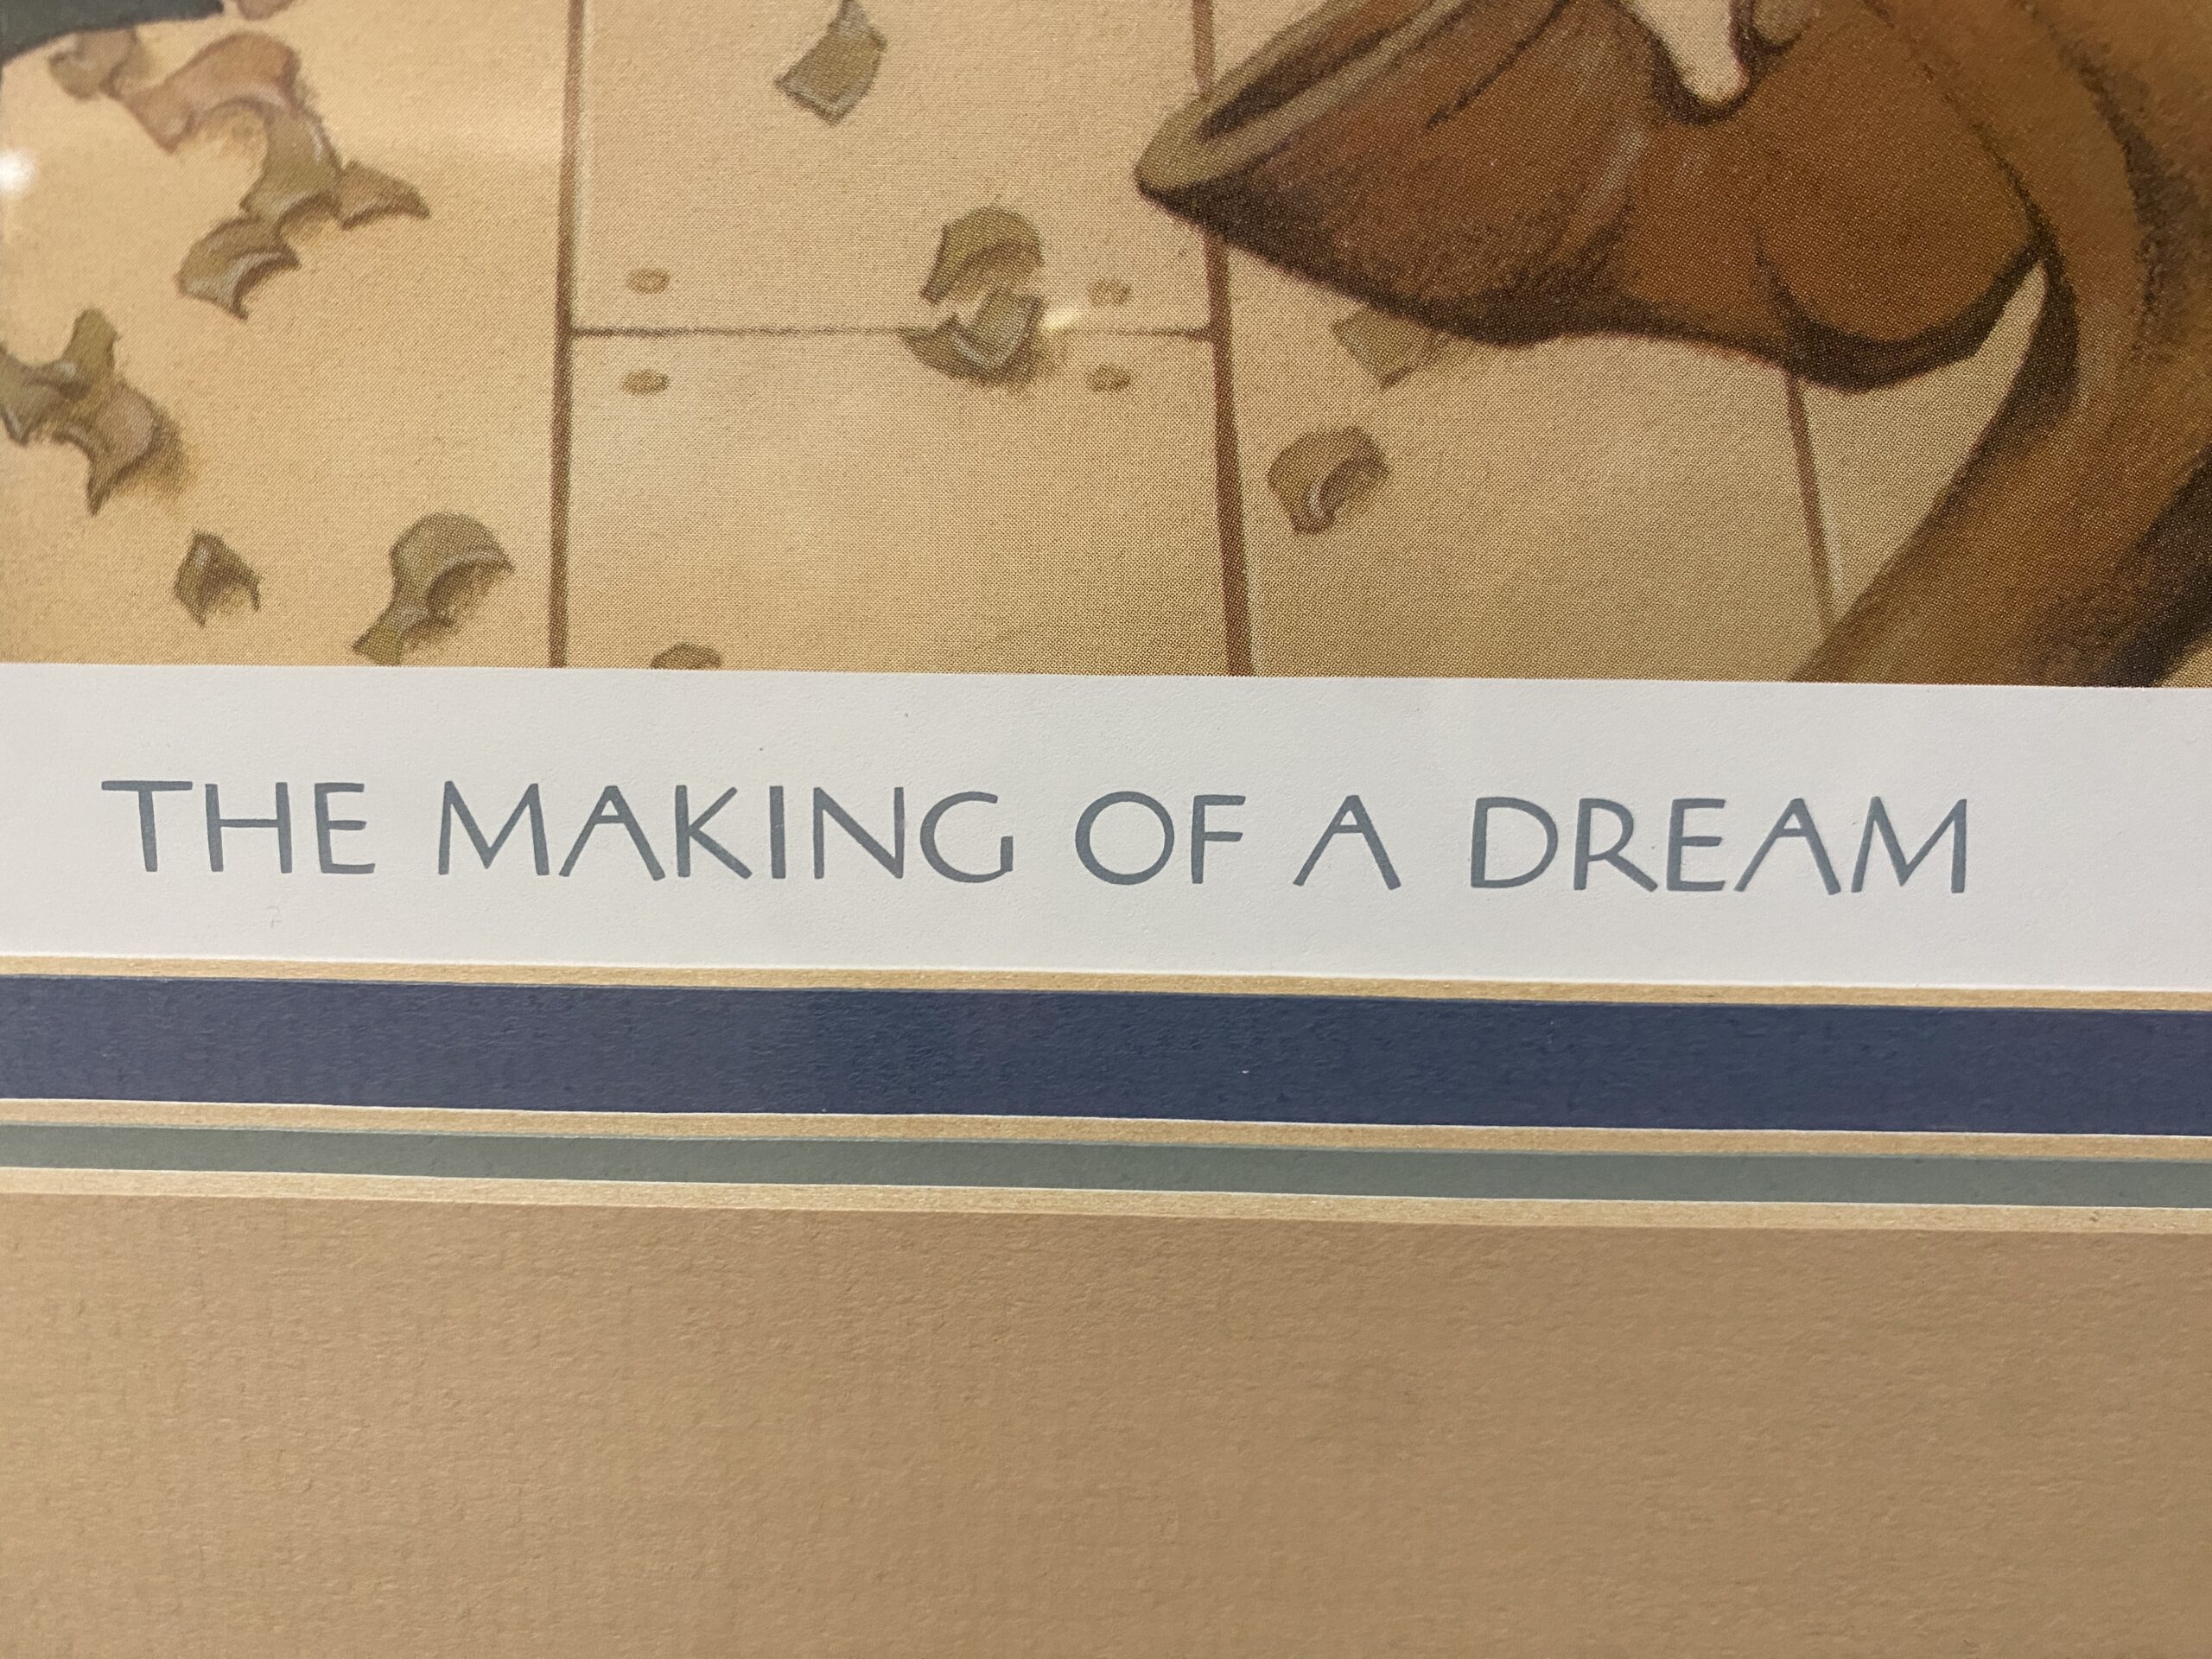 THE MAKING OF A DREAM